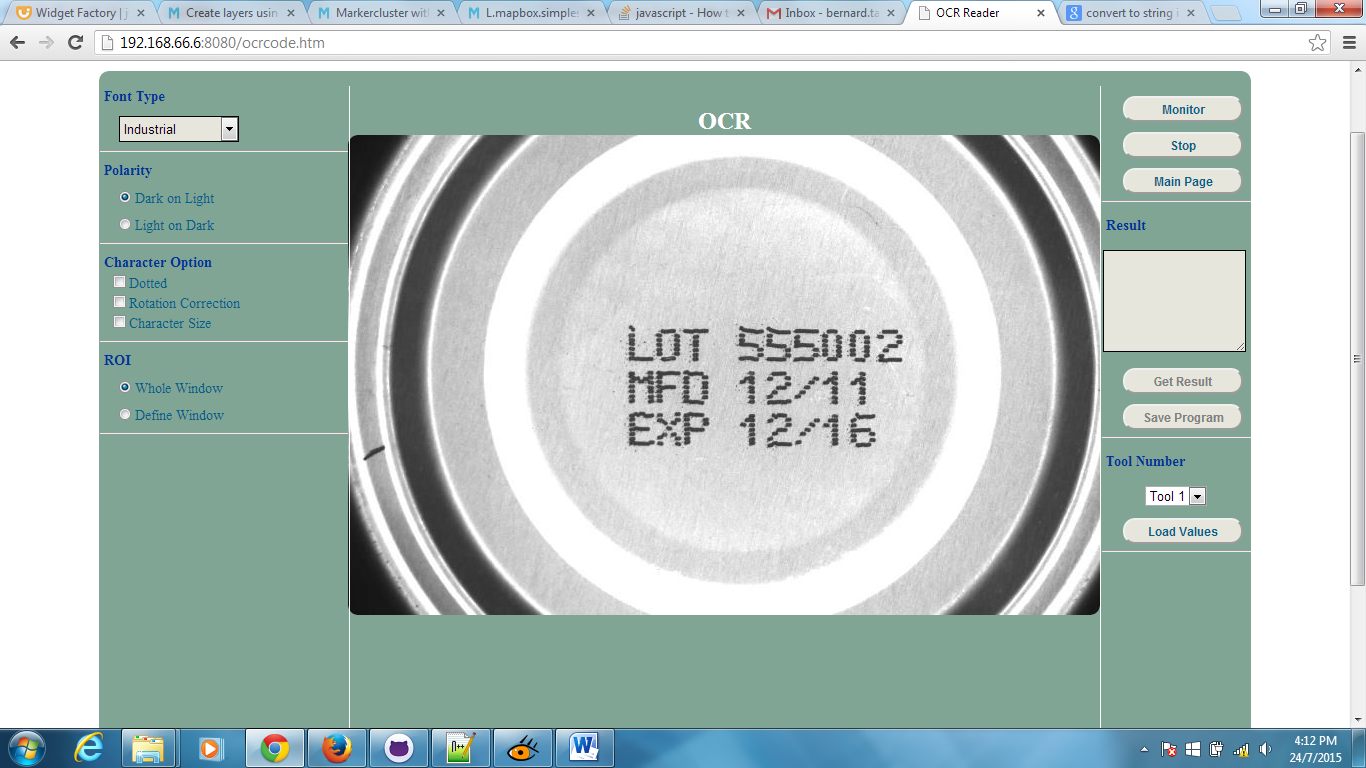 Widget Factory | j
Create layers using
Markercluster with
L.mapbox.simples
javascript - How t
Inbox - bernard.ta
OCR Reader
convert to string i
192.168.66.6:8080/ocrcode.htm
Font Type
Industrial
Polarity
Dark on Light
Light on Dark
Character Option
Dotted
Rotation Correction
Character Size
ROI
Whole Window
Define Window
OCR
LOT 555002
MFD 12/11
EXP 12/16
Monitor
Stop
Main Page
Result
Get Result
Save Program
Tool Number
Tool 1
Load Values
4:12 PM
24/7/2015